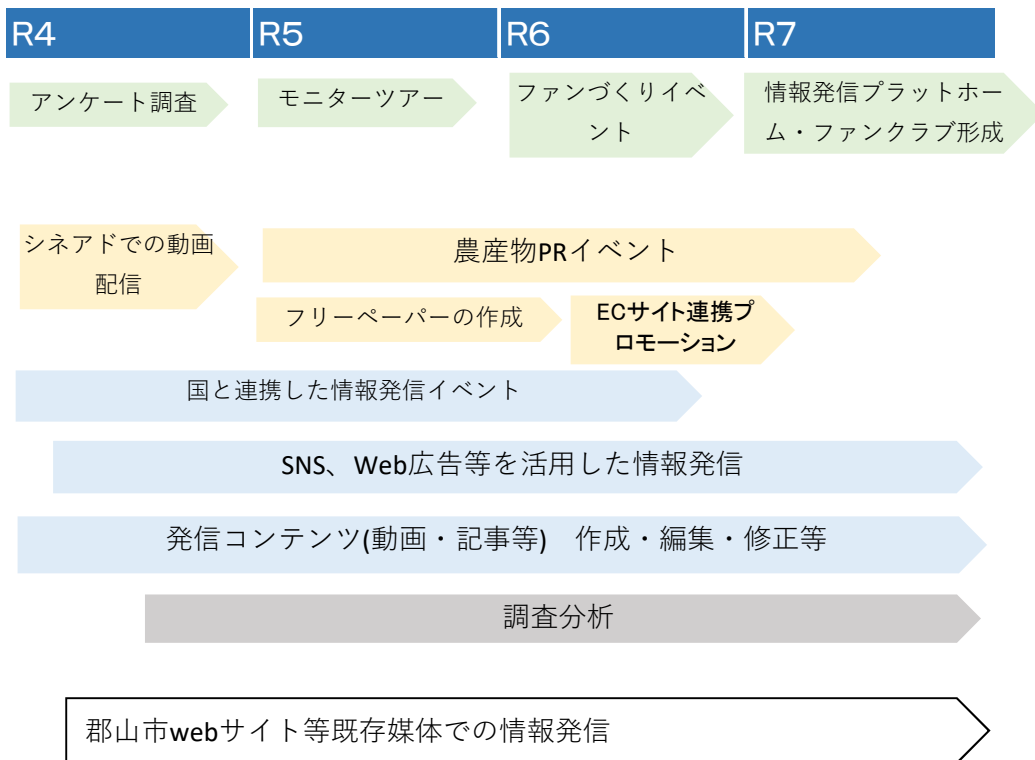 R4 R5 R6 R7
アンケート調査
モニターツアー
ファンづくりイベ
ント
情報発信プラットホー
ム・ファンクラブ形成
シネアドでの動画
配信
農産物PRイベント
フリーペーパーの作成
ECサイト連携プ
ロモーション
国と連携した情報発信イベント
SNS、Web広告等を活用した情報発信
発信コンテンツ(動画・記事等)　作成・編集・修正等
調査分析
郡山市webサイト等既存媒体での情報発信